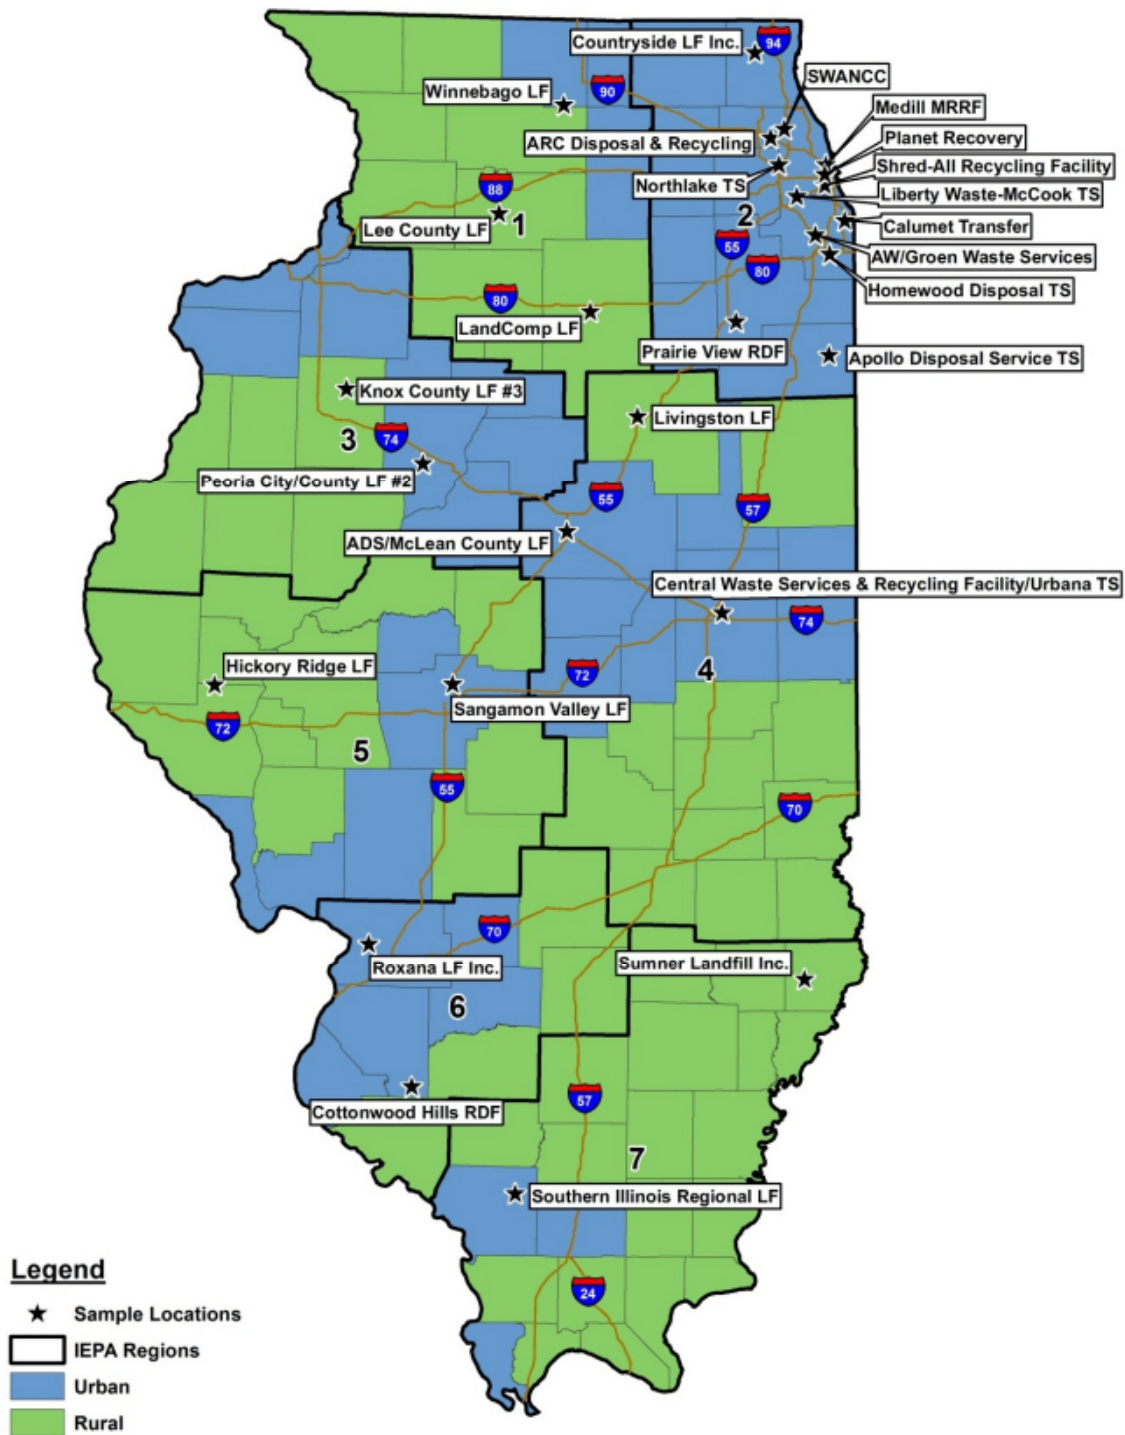 Countryside LF Inc.
94
SWANCC
Winnebago LF
90
Medill MRRF
ARC Disposal & Recycling
Planet Recovery
Shred-All Recycling Facility
Northlake TS
88
Liberty Waste-McCook TS
2
Lee County LF
1
Calumet Transfer
55
AW/Groen Waste Services
80
Homewood Disposal TS
80
LandComp LF
Prairie View RDF
Apollo Disposal Service TS
Knox County LF #3
Livingston LF
3
74
Peoria City/County LF #2
55
57
ADS/McLean County LF
Central Waste Services & Recycling Facility/Urbana TS
74
Hickory Ridge LF
72
4
Sangamon Valley LF
72
5
55
70
70
Roxana LF Inc.
Sumner Landfill Inc.
6
57
Cottonwood Hills RDF
7
Southern Illinois Regional LF
24
Legend
Sample Locations
IEPA Regions
Urban
Rural